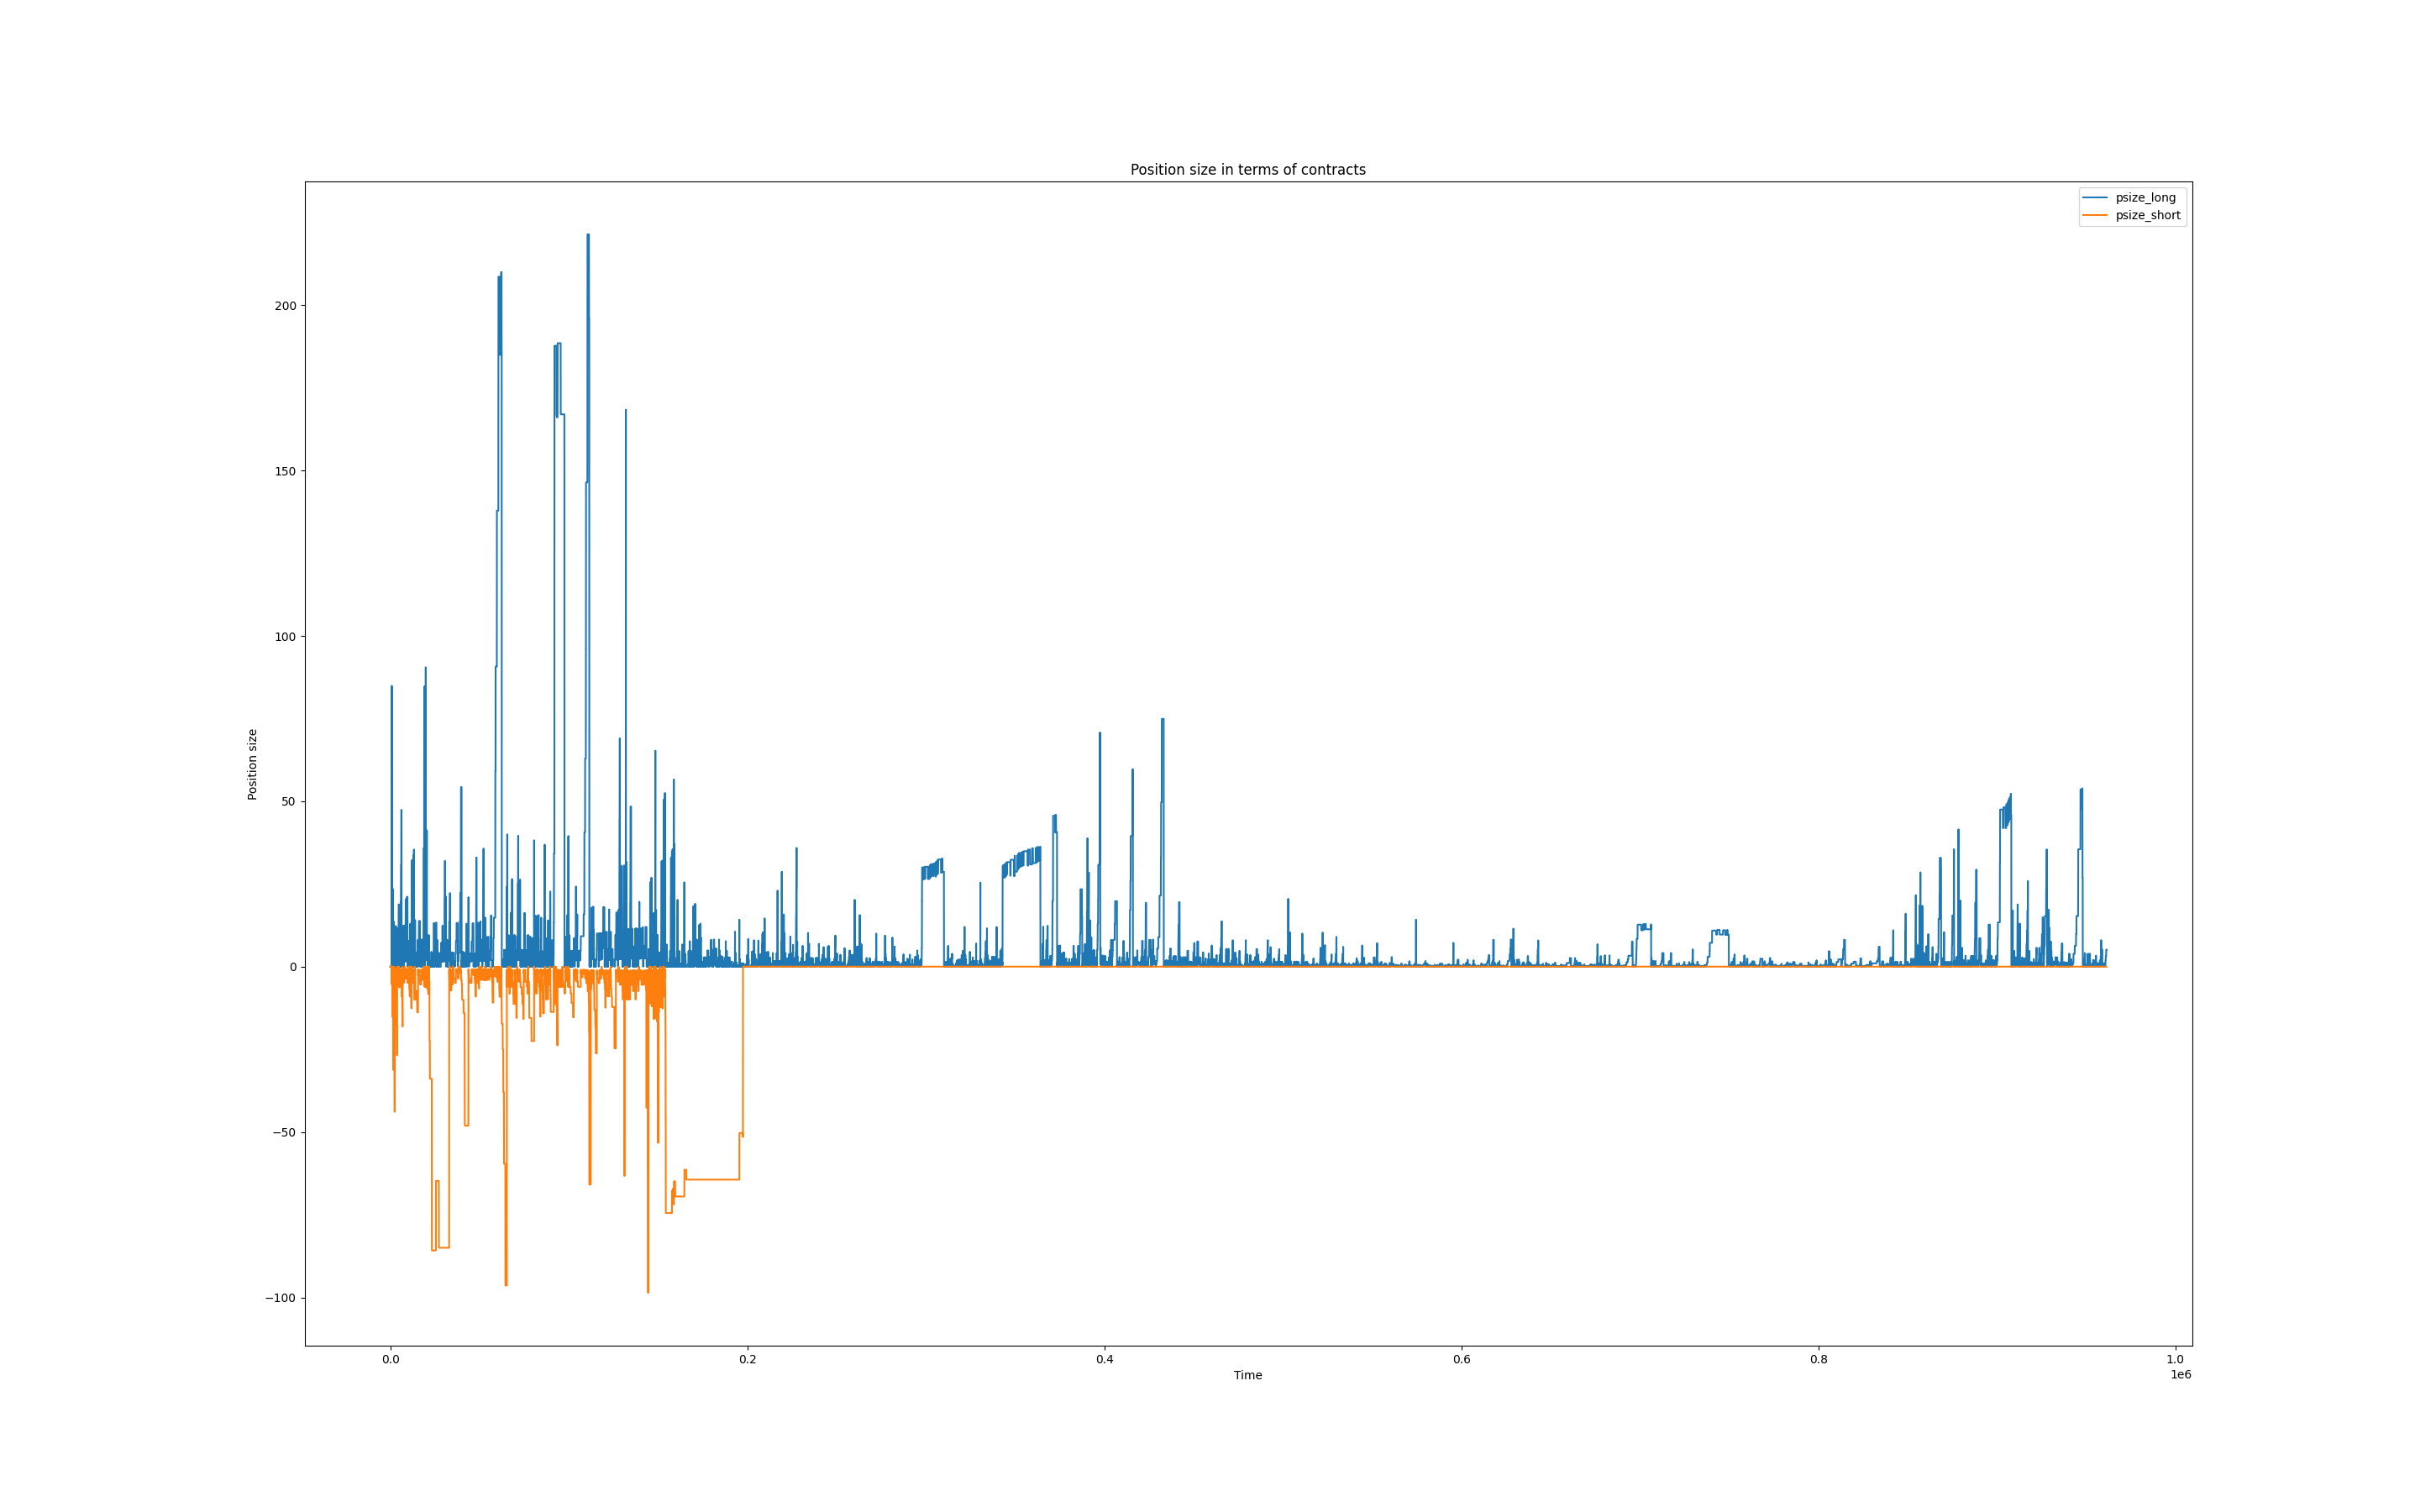 Position size in terms of contracts
psize_long
psize_short
Position size
200
150
100
50
0
−50
−100
0.0
0.2
0.4
0.6
0.8
1.0
1e6
Time